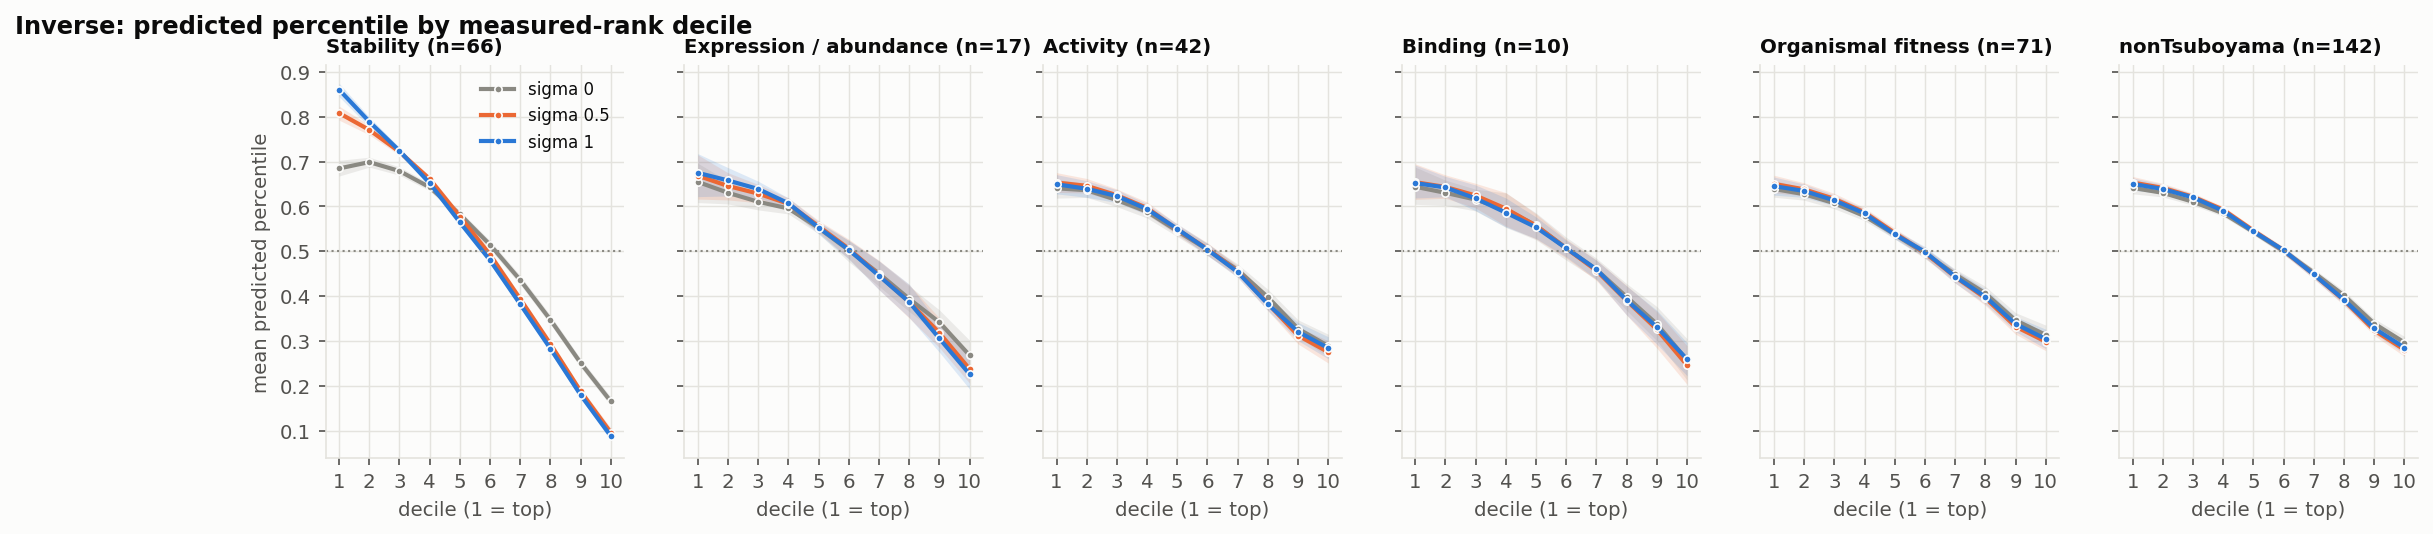 Inverse: predicted percentile by measured-rank decile
Stability (n=66)
Expression / abundance (n=17)
Activity (n=42)
Binding (n=10)
Organismal fitness (n=71)
nonTsuboyama (n=142)
mean predicted percentile
0.9
0.8
0.7
0.6
0.5
0.4
0.3
0.2
0.1
sigma 0
sigma 0.5
sigma 1
1 2 3 4 5 6 7 8 9 10
1 2 3 4 5 6 7 8 9 10
1 2 3 4 5 6 7 8 9 10
1 2 3 4 5 6 7 8 9 10
1 2 3 4 5 6 7 8 9 10
1 2 3 4 5 6 7 8 9 10
decile (1 = top)
decile (1 = top)
decile (1 = top)
decile (1 = top)
decile (1 = top)
decile (1 = top)